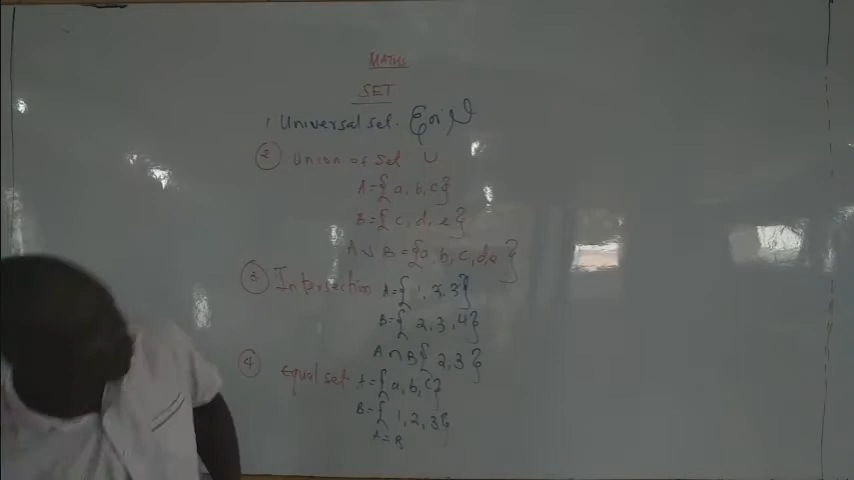 MATHS
SET
1 Universal set. ξ or μ
② Union of Set ∪
A={a, b, c}
B={c, d, e}
A ∪ B={a, b, c, d, e}
③ Intersection A={1, 2, 3}
B={2, 3, 4}
A ∩ B{2, 3}
④ Equal set A={a, b, c}
B={1, 2, 3}
A=B